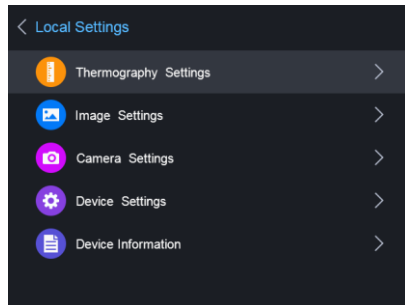 Local Settings
Thermography Settings
Image Settings
Camera Settings
Device Settings
Device Information